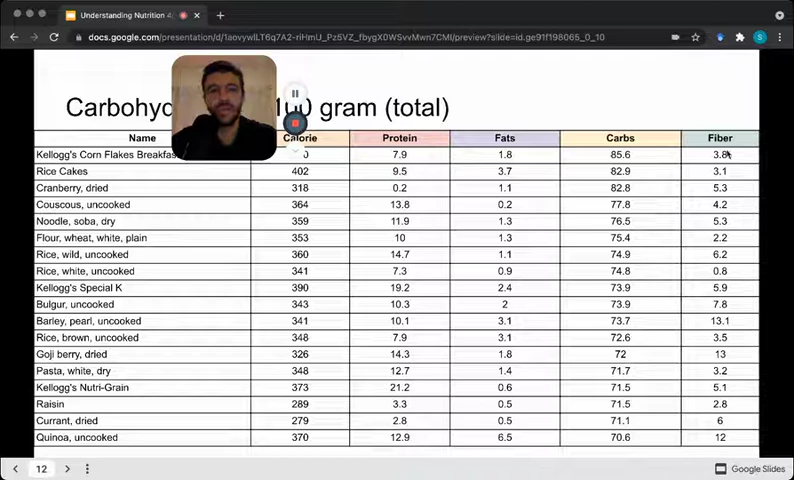 Understanding Nutrition 4
docs.google.com/presentation/d/1aovywlLT6q7A2-riHmU_Pz5VZ_fbygX0WSvvMwn7CMI/preview?slide=id.ge91f198065_0_10
Carbohyd 100 gram (total)
Name Calorie Protein Fats Carbs Fiber
Kellogg's Corn Flakes Breakfas 0 7.9 1.8 85.6 3.8
Rice Cakes 402 9.5 3.7 82.9 3.1
Cranberry, dried 318 0.2 1.1 82.8 5.3
Couscous, uncooked 364 13.8 0.2 77.8 4.2
Noodle, soba, dry 359 11.9 1.3 76.5 5.3
Flour, wheat, white, plain 353 10 1.3 75.4 2.2
Rice, wild, uncooked 360 14.7 1.1 74.9 6.2
Rice, white, uncooked 341 7.3 0.9 74.8 0.8
Kellogg's Special K 390 19.2 2.4 73.9 5.9
Bulgur, uncooked 343 10.3 2 73.9 7.8
Barley, pearl, uncooked 341 10.1 3.1 73.7 13.1
Rice, brown, uncooked 348 7.9 3.1 72.6 3.5
Goji berry, dried 326 14.3 1.8 72 13
Pasta, white, dry 348 12.7 1.4 71.7 3.2
Kellogg's Nutri-Grain 373 21.2 0.6 71.5 5.1
Raisin 289 3.3 0.5 71.5 2.8
Currant, dried 279 2.8 0.5 71.1 6
Quinoa, uncooked 370 12.9 6.5 70.6 12
12 Google Slides